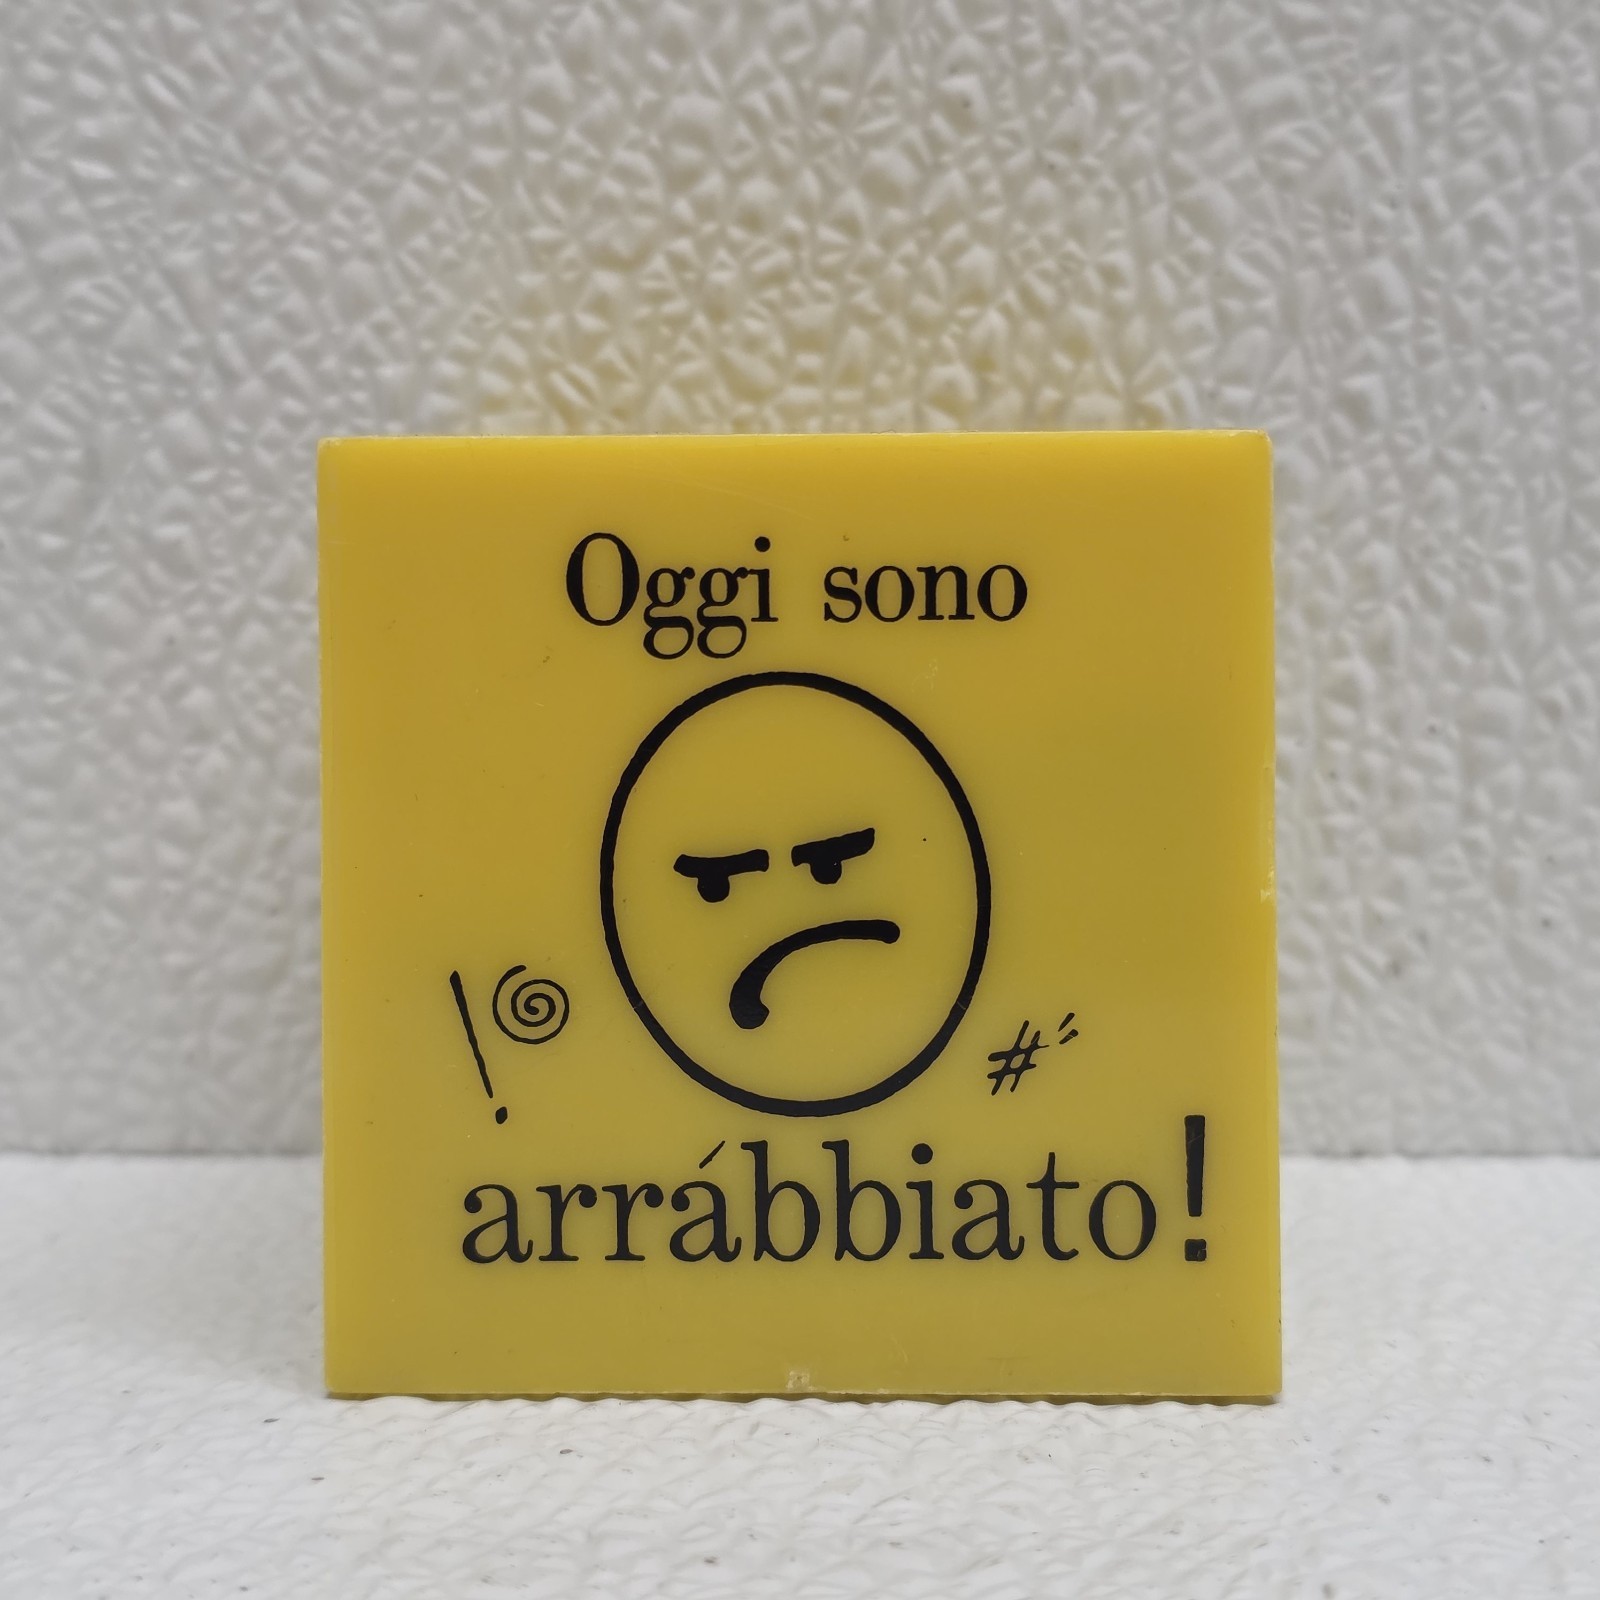 Oggi sono
!@
#'
arrábbiato!